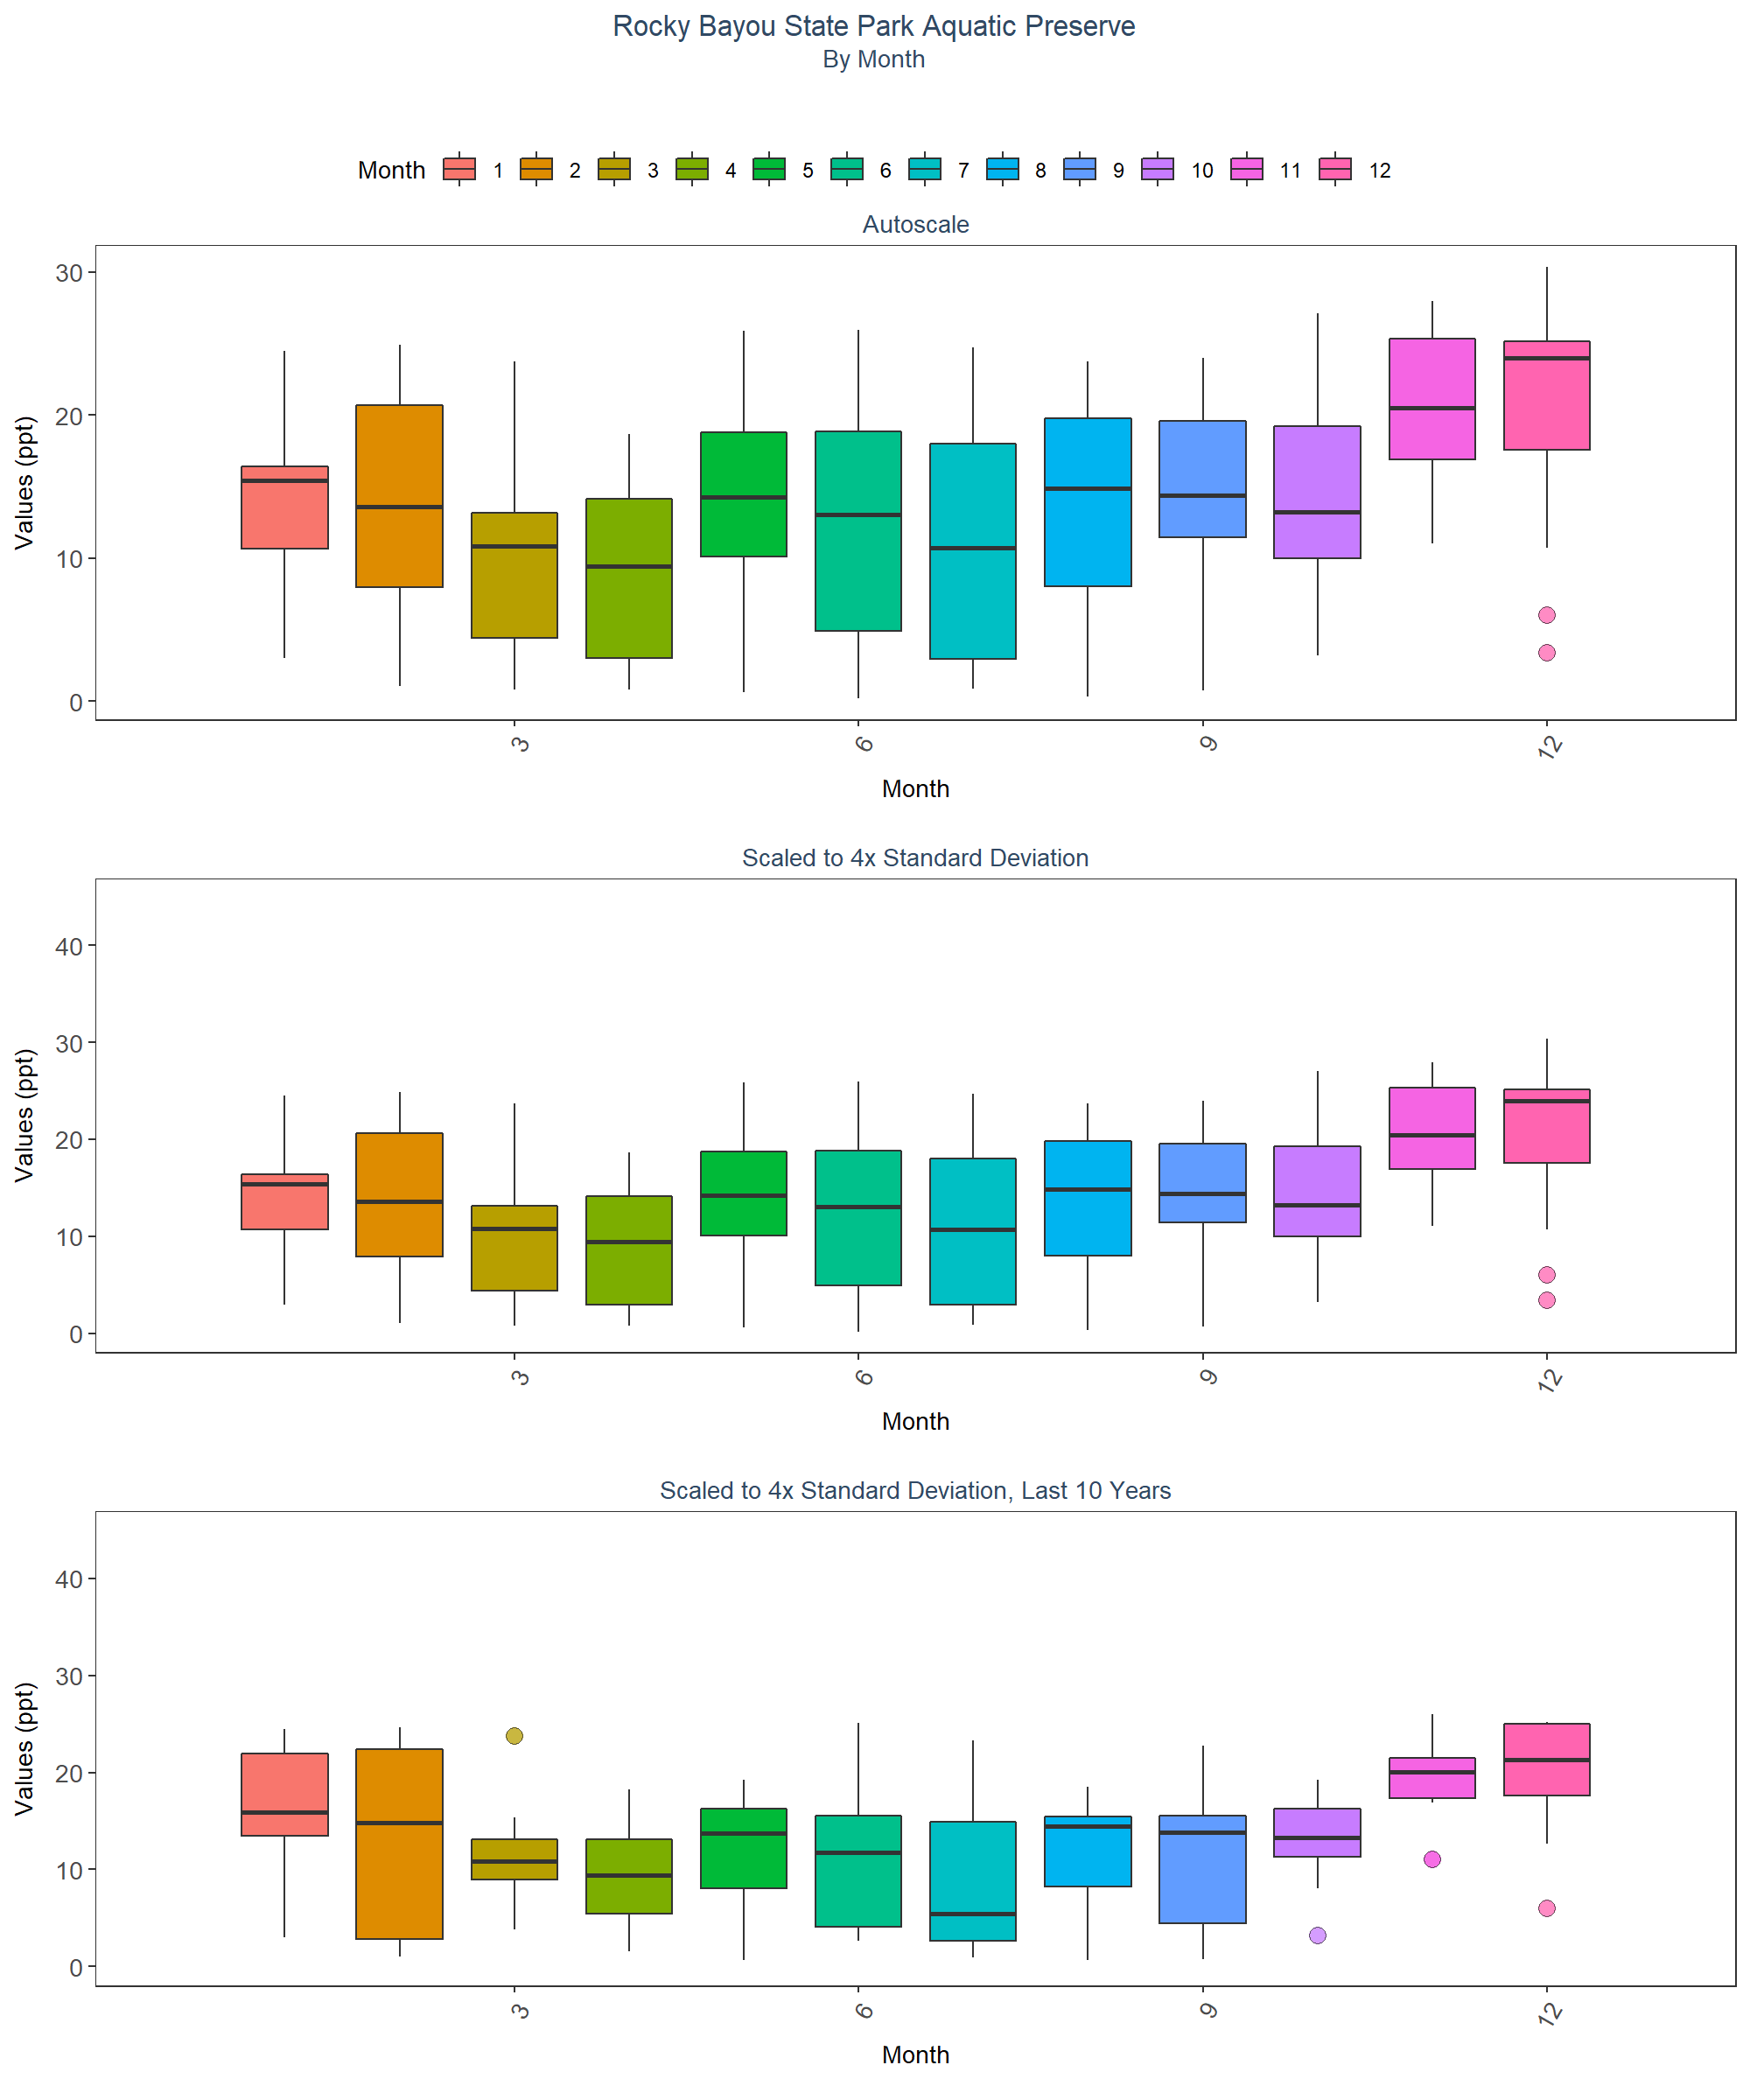 Rocky Bayou State Park Aquatic Preserve
By Month
Month 1 2 3 4 5 6 7 8 9 10 11 12
Autoscale
Values (ppt)
30
20
10
0
3 6 9 12
Month
Scaled to 4x Standard Deviation
Values (ppt)
40
30
20
10
0
3 6 9 12
Month
Scaled to 4x Standard Deviation, Last 10 Years
Values (ppt)
40
30
20
10
0
3 6 9 12
Month